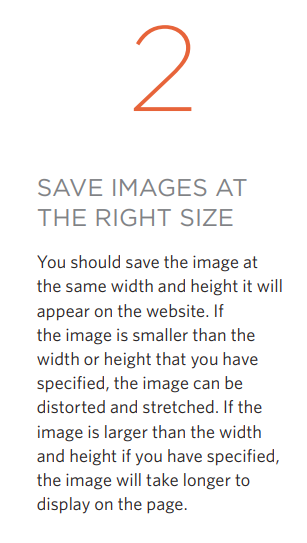 2
SAVE IMAGES AT
THE RIGHT SIZE
You should save the image at
the same width and height it will
appear on the website. If
the image is smaller than the
width or height that you have
specified, the image can be
distorted and stretched. If the
image is larger than the width
and height if you have specified,
the image will take longer to
display on the page.